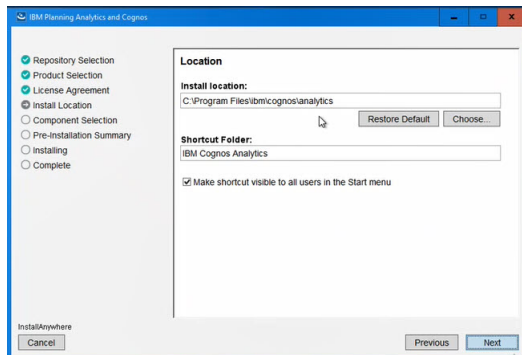 IBM Planning Analytics and Cognos
Repository Selection
Product Selection
License Agreement
Install Location
Component Selection
Pre-Installation Summary
Installing
Complete
Location
Install location:
C:\Program Files\ibm\cognos\analytics
Restore Default
Choose...
Shortcut Folder:
IBM Cognos Analytics
Make shortcut visible to all users in the Start menu
InstallAnywhere
Cancel
Previous
Next